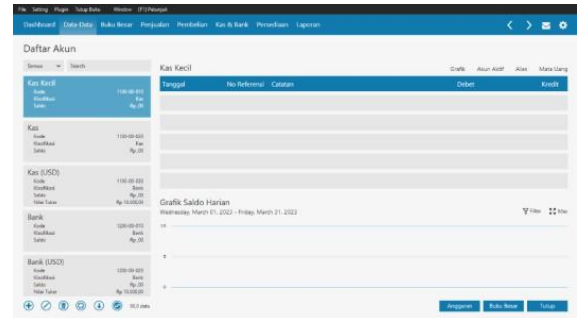 File Setting Plugin Tutup Buku Window [F1] Petunjuk
Dashboard Data-Data Buku Besar Penjualan Pembelian Kas & Bank Persediaan Laporan
Daftar Akun
Semua Search
Kas Kecil
Grafik Akun Aktif Alias Mata Uang
Kas Kecil
Kode 1100-00-010
Klasifikasi Kas
Saldo Rp ,00
Tanggal No Referensi Catatan Debet Kredit
Kas
Kode 1100-00-020
Klasifikasi Kas
Saldo Rp ,00
Kas (USD)
Kode 1100-00-030
Klasifikasi Bank
Saldo Rp ,00
Nilai Tukar Rp 10.000,00
Grafik Saldo Harian
Wednesday, March 01, 2023 - Friday, March 31, 2023
Filter Max
Bank
Kode 1200-00-010
Klasifikasi Bank
Saldo Rp ,00
Bank (USD)
Kode 1200-00-020
Klasifikasi Bank
Saldo Rp ,00
Nilai Tukar Rp 10.000,00
data
Anggaran Buku Besar Tutup